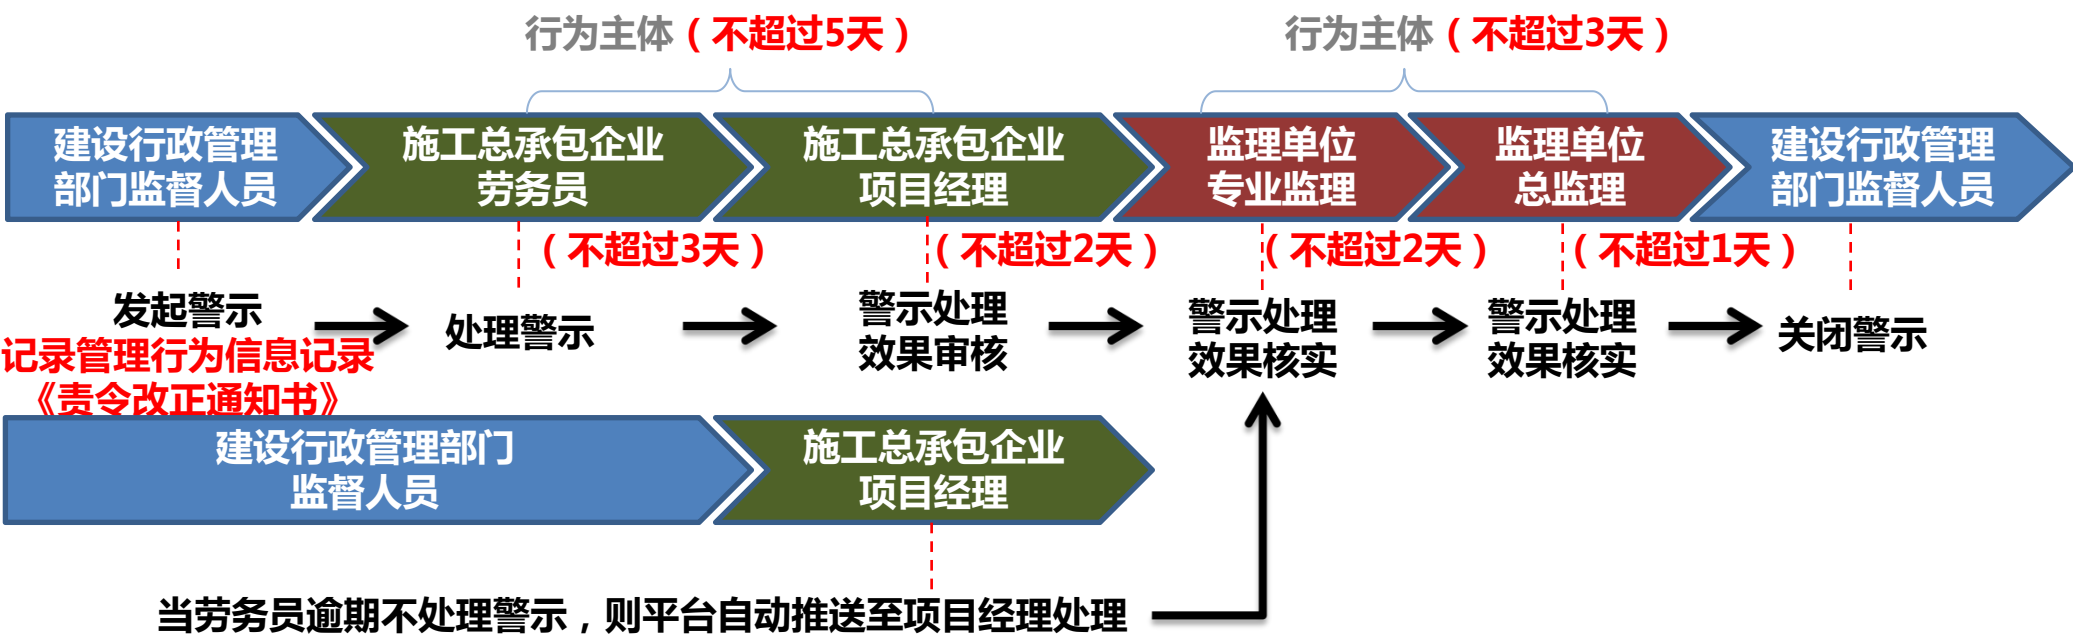 行为主体（不超过5天）
行为主体（不超过3天）
建设行政管理
部门监督人员
施工总承包企业
劳务员
施工总承包企业
项目经理
监理单位
专业监理
监理单位
总监理
建设行政管理
部门监督人员
（不超过3天）
（不超过2天）
（不超过2天）
（不超过1天）
发起警示
记录管理行为信息记录
《责令改正通知书》
处理警示
警示处理
效果审核
警示处理
效果核实
警示处理
效果核实
关闭警示
建设行政管理部门
监督人员
施工总承包企业
项目经理
当劳务员逾期不处理警示，则平台自动推送至项目经理处理